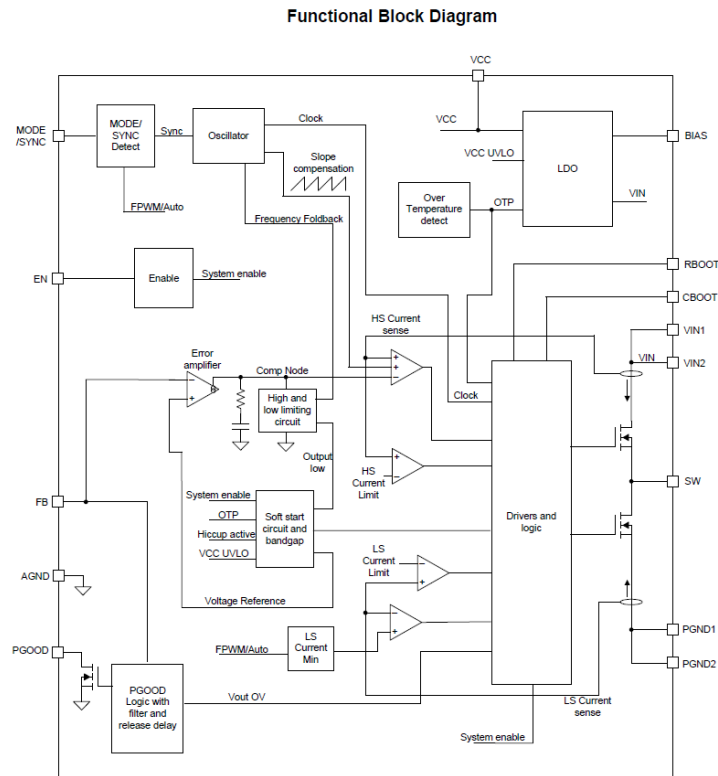 Functional Block Diagram
VCC
MODE
/SYNC
MODE/
SYNC
Detect
Sync
Oscillator
Clock
VCC
LDO
BIAS
Slope
compensation
VCC UVLO
FPWM/Auto
Over
Temperature
detect
OTP
VIN
Frequency Foldback
EN
Enable
System enable
RBOOT
CBOOT
HS Current
sense
VIN1
Error
amplifier
Comp Node
VIN
VIN2
+
+
−
−
+
High and
low limiting
circuit
Clock
Output
low
+
−
HS
Current
Limit
FB
SW
System enable
OTP
Hiccup active
VCC UVLO
Soft start
circuit and
bandgap
Drivers and
logic
LS
Current
Limit
−
+
AGND
Voltage Reference
−
+
PGOOD
FPWM/Auto
LS
Current
Min
PGND1
PGND2
PGOOD
Logic with
filter and
release delay
Vout OV
LS Current
sense
System enable